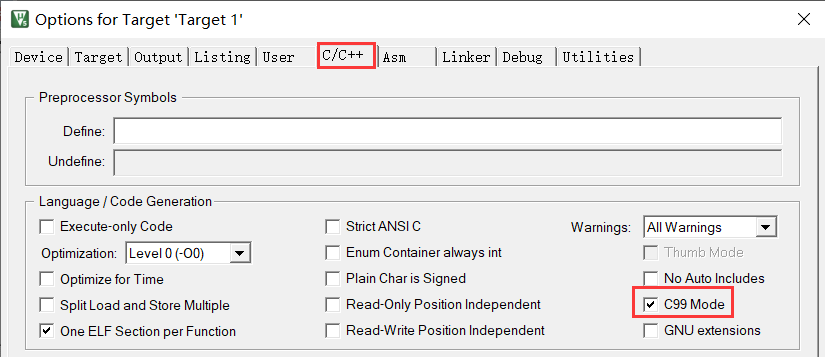 Options for Target 'Target 1'
Device Target Output Listing User C/C++ Asm Linker Debug Utilities
Preprocessor Symbols
Define:
Undefine:
Language / Code Generation
Execute-only Code Strict ANSI C Warnings: All Warnings
Optimization: Level 0 (-O0) Enum Container always int Thumb Mode
Optimize for Time Plain Char is Signed No Auto Includes
Split Load and Store Multiple Read-Only Position Independent C99 Mode
One ELF Section per Function Read-Write Position Independent GNU extensions